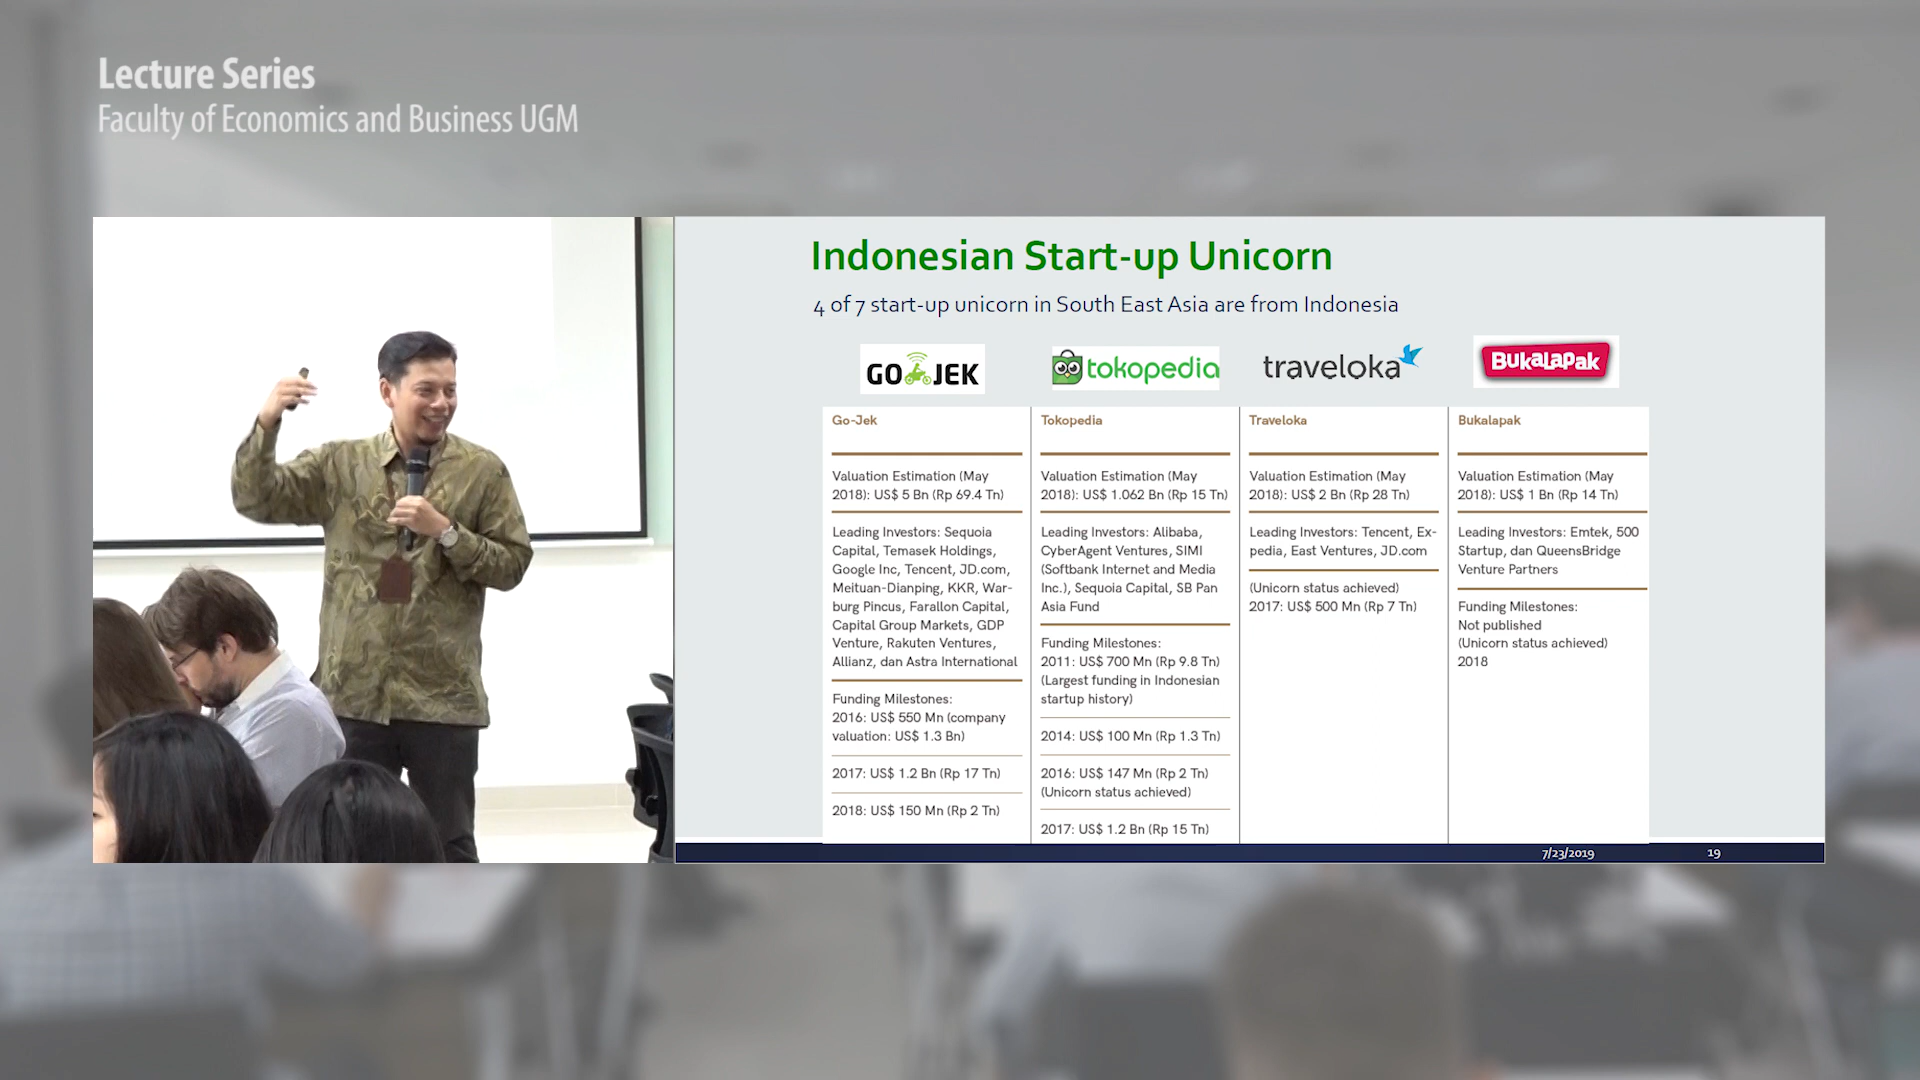 Lecture Series
Faculty of Economics and Business UGM
Indonesian Start-up Unicorn
4 of 7 start-up unicorn in South East Asia are from Indonesia
GO JEK
tokopedia
traveloka
BUKALAPAK
Go-Jek
Valuation Estimation (May
2018): US$ 5 Bn (Rp 69.4 Tn)
Leading Investors: Sequoia
Capital, Temasek Holdings,
Google Inc, Tencent, JD.com,
Meituan-Dianping, KKR, War-
burg Pincus, Farallon Capital,
Capital Group Markets, GDP
Venture, Rakuten Ventures,
Allianz, dan Astra International
Funding Milestones:
2016: US$ 550 Mn (company
valuation: US$ 1.3 Bn)
2017: US$ 1.2 Bn (Rp 17 Tn)
2018: US$ 150 Mn (Rp 2 Tn)
Tokopedia
Valuation Estimation (May
2018): US$ 1.062 Bn (Rp 15 Tn)
Leading Investors: Alibaba,
CyberAgent Ventures, SIMI
(Softbank Internet and Media
Inc.), Sequoia Capital, SB Pan
Asia Fund
Funding Milestones:
2011: US$ 700 Mn (Rp 9.8 Tn)
(Largest funding in Indonesian
startup history)
2014: US$ 100 Mn (Rp 1.3 Tn)
2016: US$ 147 Mn (Rp 2 Tn)
(Unicorn status achieved)
2017: US$ 1.2 Bn (Rp 15 Tn)
Traveloka
Valuation Estimation (May
2018): US$ 2 Bn (Rp 28 Tn)
Leading Investors: Tencent, Ex-
pedia, East Ventures, JD.com
(Unicorn status achieved)
2017: US$ 500 Mn (Rp 7 Tn)
Bukalapak
Valuation Estimation (May
2018): US$ 1 Bn (Rp 14 Tn)
Leading Investors: Emtek, 500
Startup, dan QueensBridge
Venture Partners
Funding Milestones:
Not published
(Unicorn status achieved)
2018
7/23/2019
19